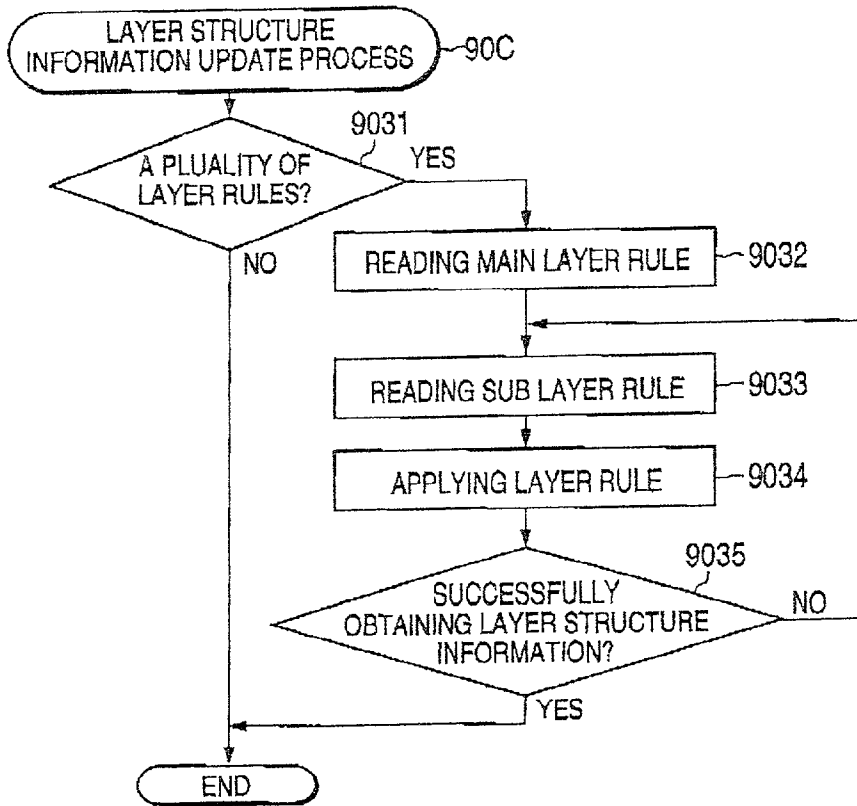 LAYER STRUCTURE
INFORMATION UPDATE PROCESS
90C
9031
A PLUALITY OF
LAYER RULES?
YES
NO
READING MAIN LAYER RULE
9032
READING SUB LAYER RULE
9033
APPLYING LAYER RULE
9034
9035
SUCCESSFULLY
OBTAINING LAYER STRUCTURE
INFORMATION?
NO
YES
END